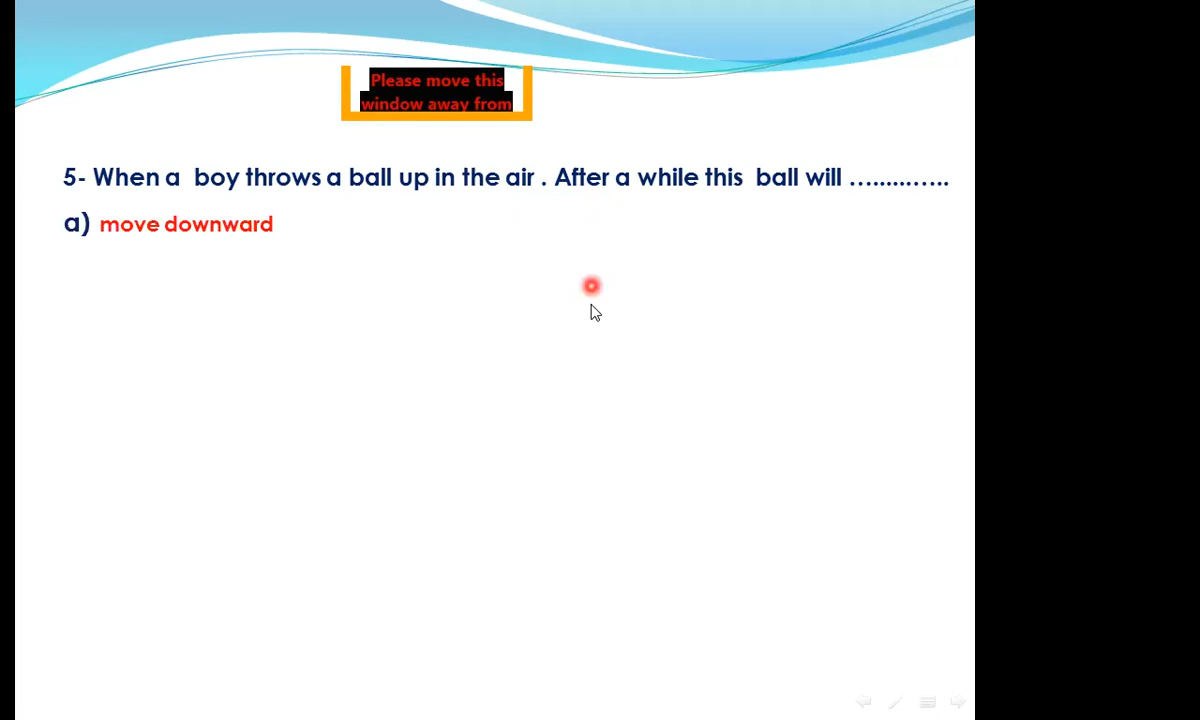 Please move this
window away from
5- When a boy throws a ball up in the air . After a while this ball will ….....…..
a) move downward